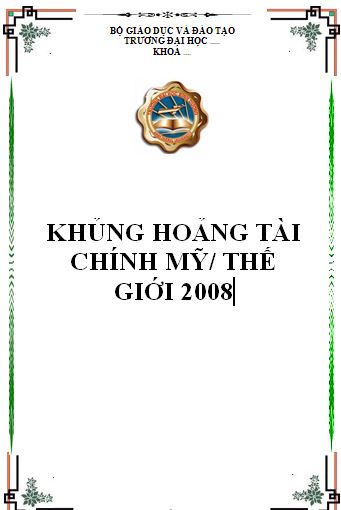 BỘ GIÁO DỤC VÀ ĐÀO TẠO
TRƯỜNG ĐẠI HỌC ....
KHOA ....
KHỦNG HOẢNG TÀI
CHÍNH MỸ/ THẾ
GIỚI 2008